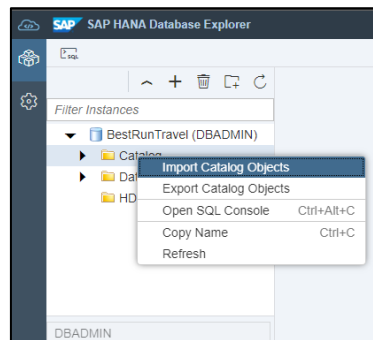 SAP SAP HANA Database Explorer
SQL
Filter Instances
BestRunTravel (DBADMIN)
Catalog
Import Catalog Objects
Dat
Export Catalog Objects
HD
Open SQL Console Ctrl+Alt+C
Copy Name Ctrl+C
Refresh
DBADMIN